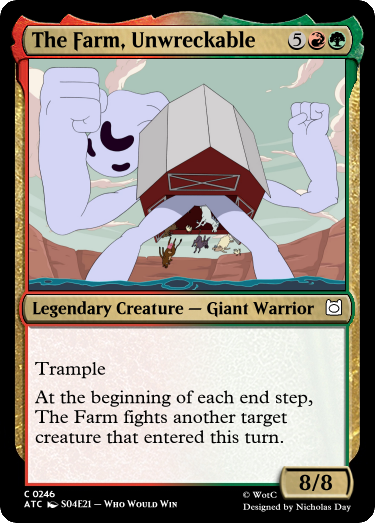 The Farm, Unwreckable 5
Legendary Creature — Giant Warrior
Trample
At the beginning of each end step,
The Farm fights another target
creature that entered this turn.
8/8
C 0246
ATC S04E21 – Who Would Win
© WotC
Designed by Nicholas Day